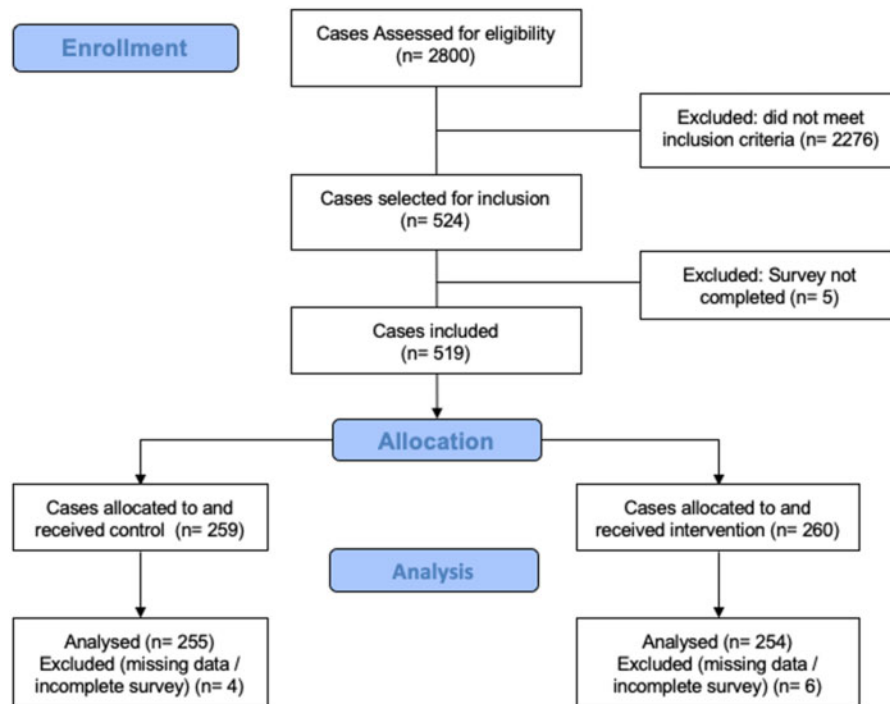 Enrollment
Cases Assessed for eligibility
(n= 2800)
Excluded: did not meet
inclusion criteria (n= 2276)
Cases selected for inclusion
(n= 524)
Excluded: Survey not
completed (n= 5)
Cases included
(n= 519)
Allocation
Cases allocated to and
received control (n= 259)
Cases allocated to and
received intervention (n= 260)
Analysis
Analysed (n= 255)
Excluded (missing data /
incomplete survey) (n= 4)
Analysed (n= 254)
Excluded (missing data /
incomplete survey) (n= 6)